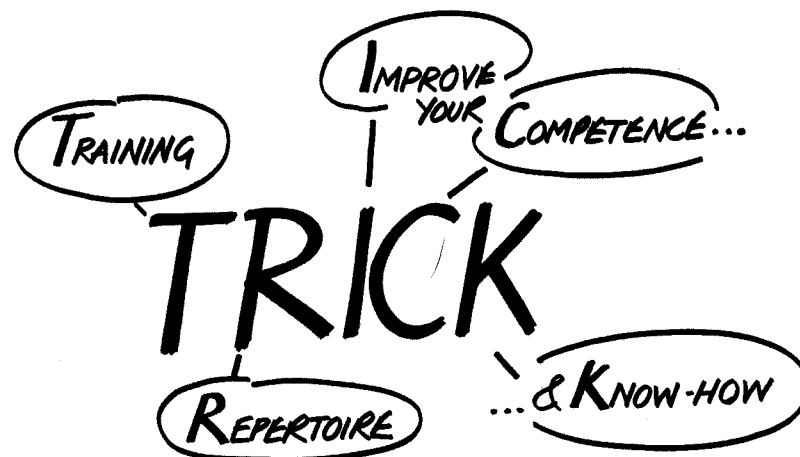 IMPROVE
YOUR
COMPETENCE...
TRAINING
TRICK
REPERTOIRE
...& KNOW-HOW